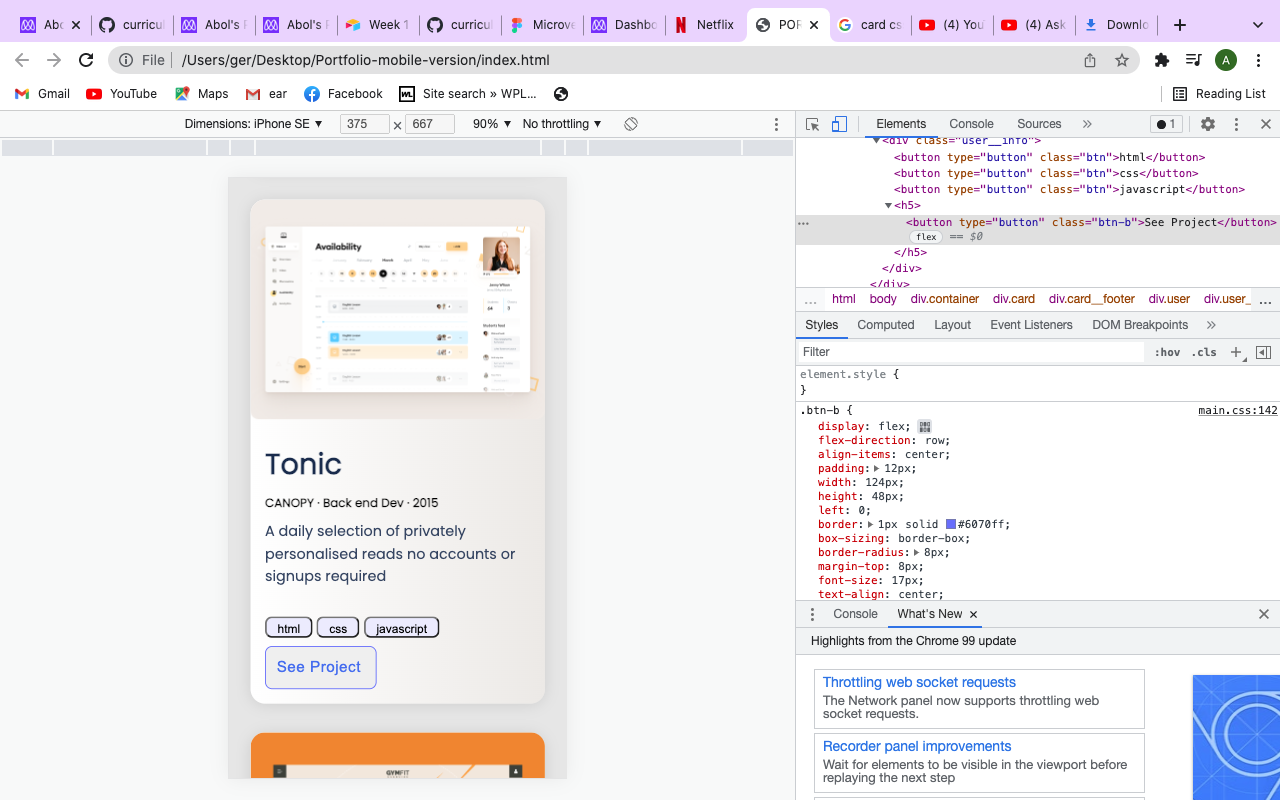 Abo
curricul
Abol's P
Abol's P
Week 1
curricul
Microve
Dashbo
Netflix
POR
card cs
(4) You
(4) Ask
Downlo
File
/Users/ger/Desktop/Portfolio-mobile-version/index.html
A
Gmail
YouTube
Maps
ear
Facebook
WL
Site search » WPL...
Reading List
Dimensions: iPhone SE
375
×
667
90%
No throttling
Elements
Console
Sources
»
1
<div class="user__info">
<button type="button" class="btn">html</button>
<button type="button" class="btn">css</button>
<button type="button" class="btn">javascript</button>
<h5>
<button type="button" class="btn-b">See Project</button>
flex == $0
</h5>
</div>
</div>
... html body div.container div.card div.card__footer div.user div.user_ ...
Styles
Computed
Layout
Event Listeners
DOM Breakpoints
»
Filter
:hov .cls
element.style {
}
.btn-b {
main.css:142
display: flex;
flex-direction: row;
align-items: center;
padding: 12px;
width: 124px;
height: 48px;
left: 0;
border: 1px solid #6070ff;
box-sizing: border-box;
border-radius: 8px;
margin-top: 8px;
font-size: 17px;
text-align: center;
Console
What's New
Highlights from the Chrome 99 update
Throttling web socket requests
The Network panel now supports throttling web
socket requests.
Recorder panel improvements
Wait for elements to be visible in the viewport before
replaying the next step
Availability
Tonic
CANOPY · Back end Dev · 2015
A daily selection of privately
personalised reads no accounts or
signups required
html
css
javascript
See Project
GYMFIT